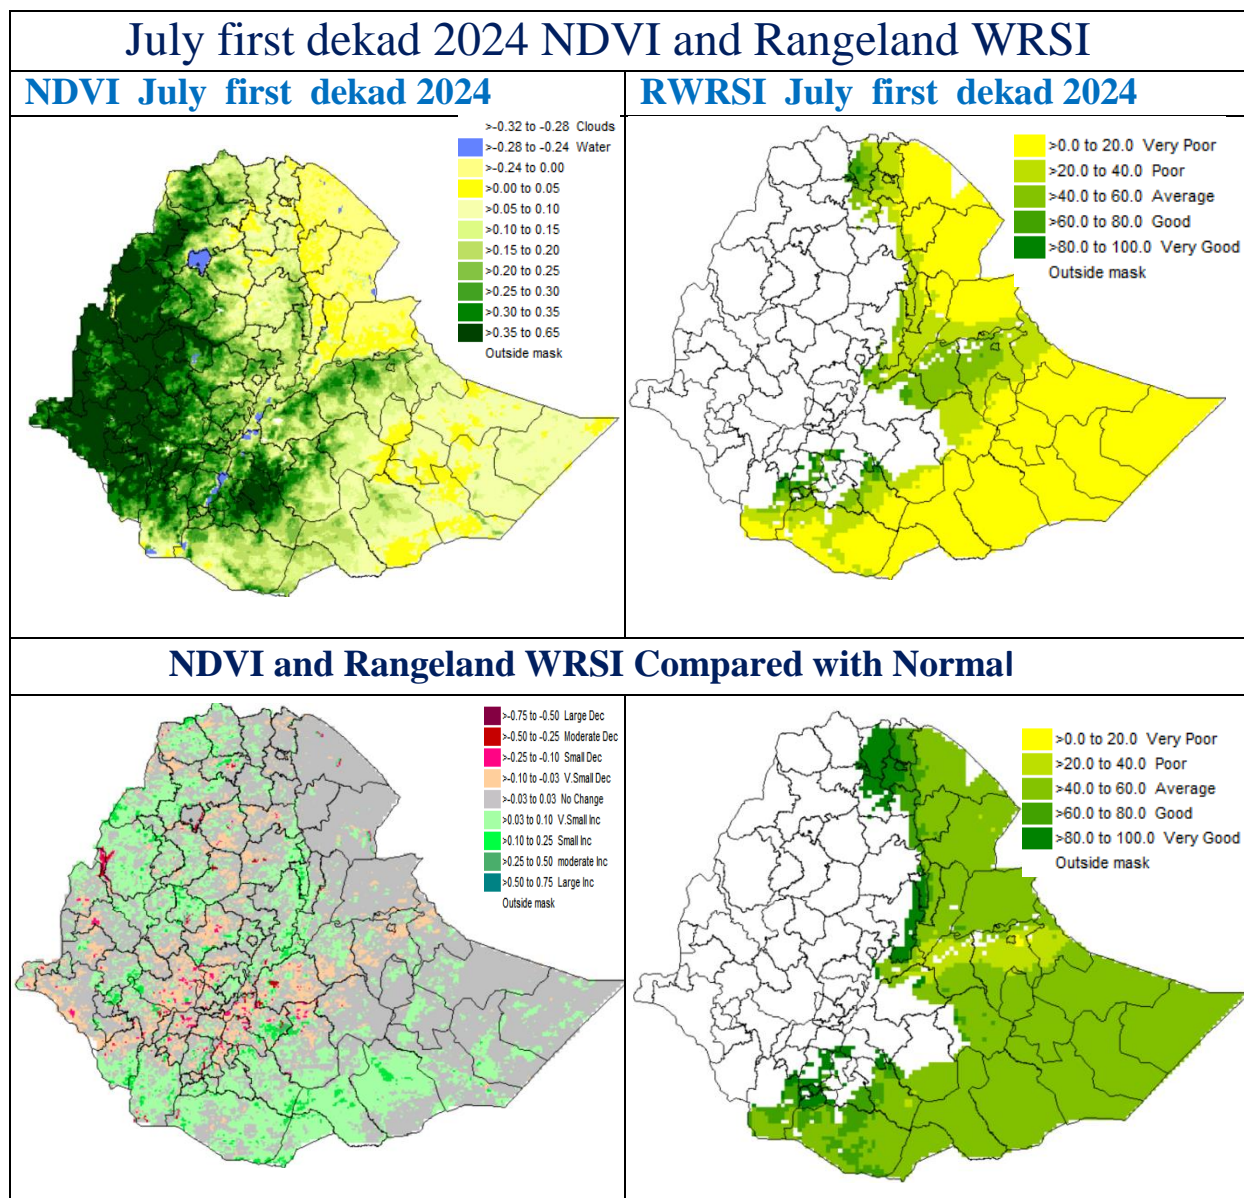 July first dekad 2024 NDVI and Rangeland WRSI
NDVI July first dekad 2024
RWRSI July first dekad 2024
>-0.32 to -0.28 Clouds
>-0.28 to -0.24 Water
>-0.24 to 0.00
>0.00 to 0.05
>0.05 to 0.10
>0.10 to 0.15
>0.15 to 0.20
>0.20 to 0.25
>0.25 to 0.30
>0.30 to 0.35
>0.35 to 0.65
Outside mask
>0.0 to 20.0 Very Poor
>20.0 to 40.0 Poor
>40.0 to 60.0 Average
>60.0 to 80.0 Good
>80.0 to 100.0 Very Good
Outside mask
NDVI and Rangeland WRSI Compared with Normal
>-0.75 to -0.50 Large Dec
>-0.50 to -0.25 Moderate Dec
>-0.25 to -0.10 Small Dec
>-0.10 to -0.03 V.Small Dec
>-0.03 to 0.03 No Change
>0.03 to 0.10 V.Small Inc
>0.10 to 0.25 Small Inc
>0.25 to 0.50 moderate Inc
>0.50 to 0.75 Large Inc
Outside mask
>0.0 to 20.0 Very Poor
>20.0 to 40.0 Poor
>40.0 to 60.0 Average
>60.0 to 80.0 Good
>80.0 to 100.0 Very Good
Outside mask